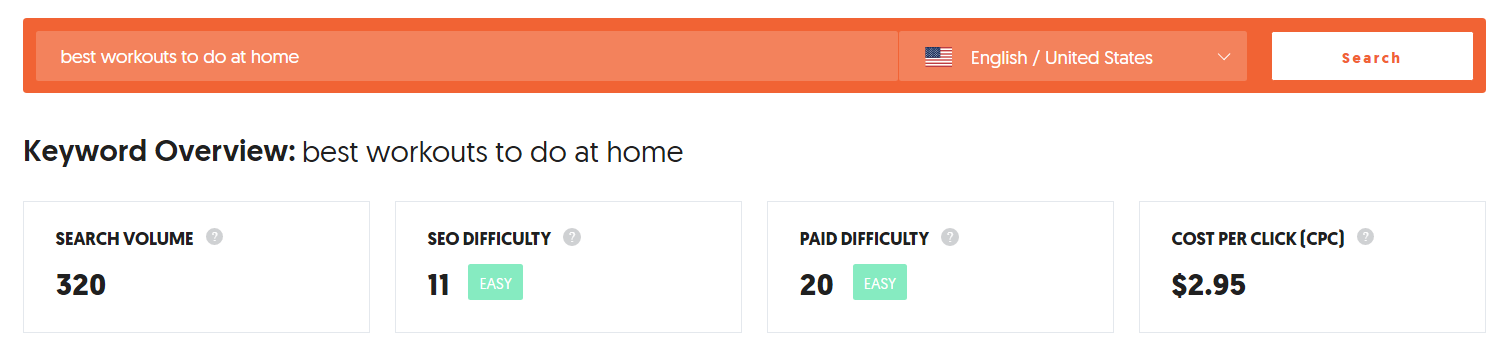 best workouts to do at home English / United States Search
Keyword Overview: best workouts to do at home
SEARCH VOLUME ? SEO DIFFICULTY ? PAID DIFFICULTY ? COST PER CLICK (CPC) ?
320 11 EASY 20 EASY $2.95